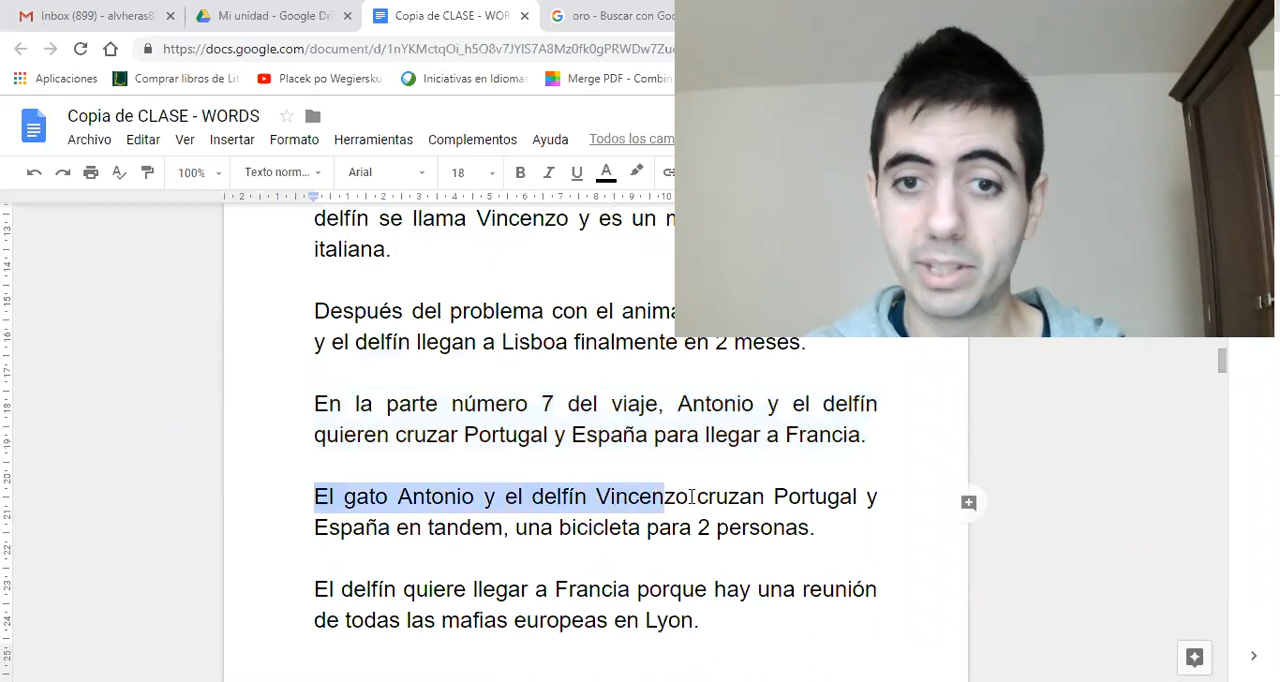 Inbox (899) - alvheras8
Mi unidad - Google Dri
Copia de CLASE - WORDS
oro - Buscar con Goo
https://docs.google.com/document/d/1nYKMctqOi_h5O8v7JYlS7A8Mz0fk0gPRWDw7Zuc
Aplicaciones
Comprar libros de Lit
Placek po Węgiersku
Iniciativas en Idiomas
Merge PDF - Combin
Copia de CLASE - WORDS
Archivo Editar Ver Insertar Formato Herramientas Complementos Ayuda Todos los cam
100% Texto norm... Arial 18 B I U A
delfín se llama Vincenzo y es un m
italiana.
Después del problema con el anima
y el delfín llegan a Lisboa finalmente en 2 meses.
En la parte número 7 del viaje, Antonio y el delfín
quieren cruzar Portugal y España para llegar a Francia.
El gato Antonio y el delfín Vincenzo cruzan Portugal y
España en tandem, una bicicleta para 2 personas.
El delfín quiere llegar a Francia porque hay una reunión
de todas las mafias europeas en Lyon.